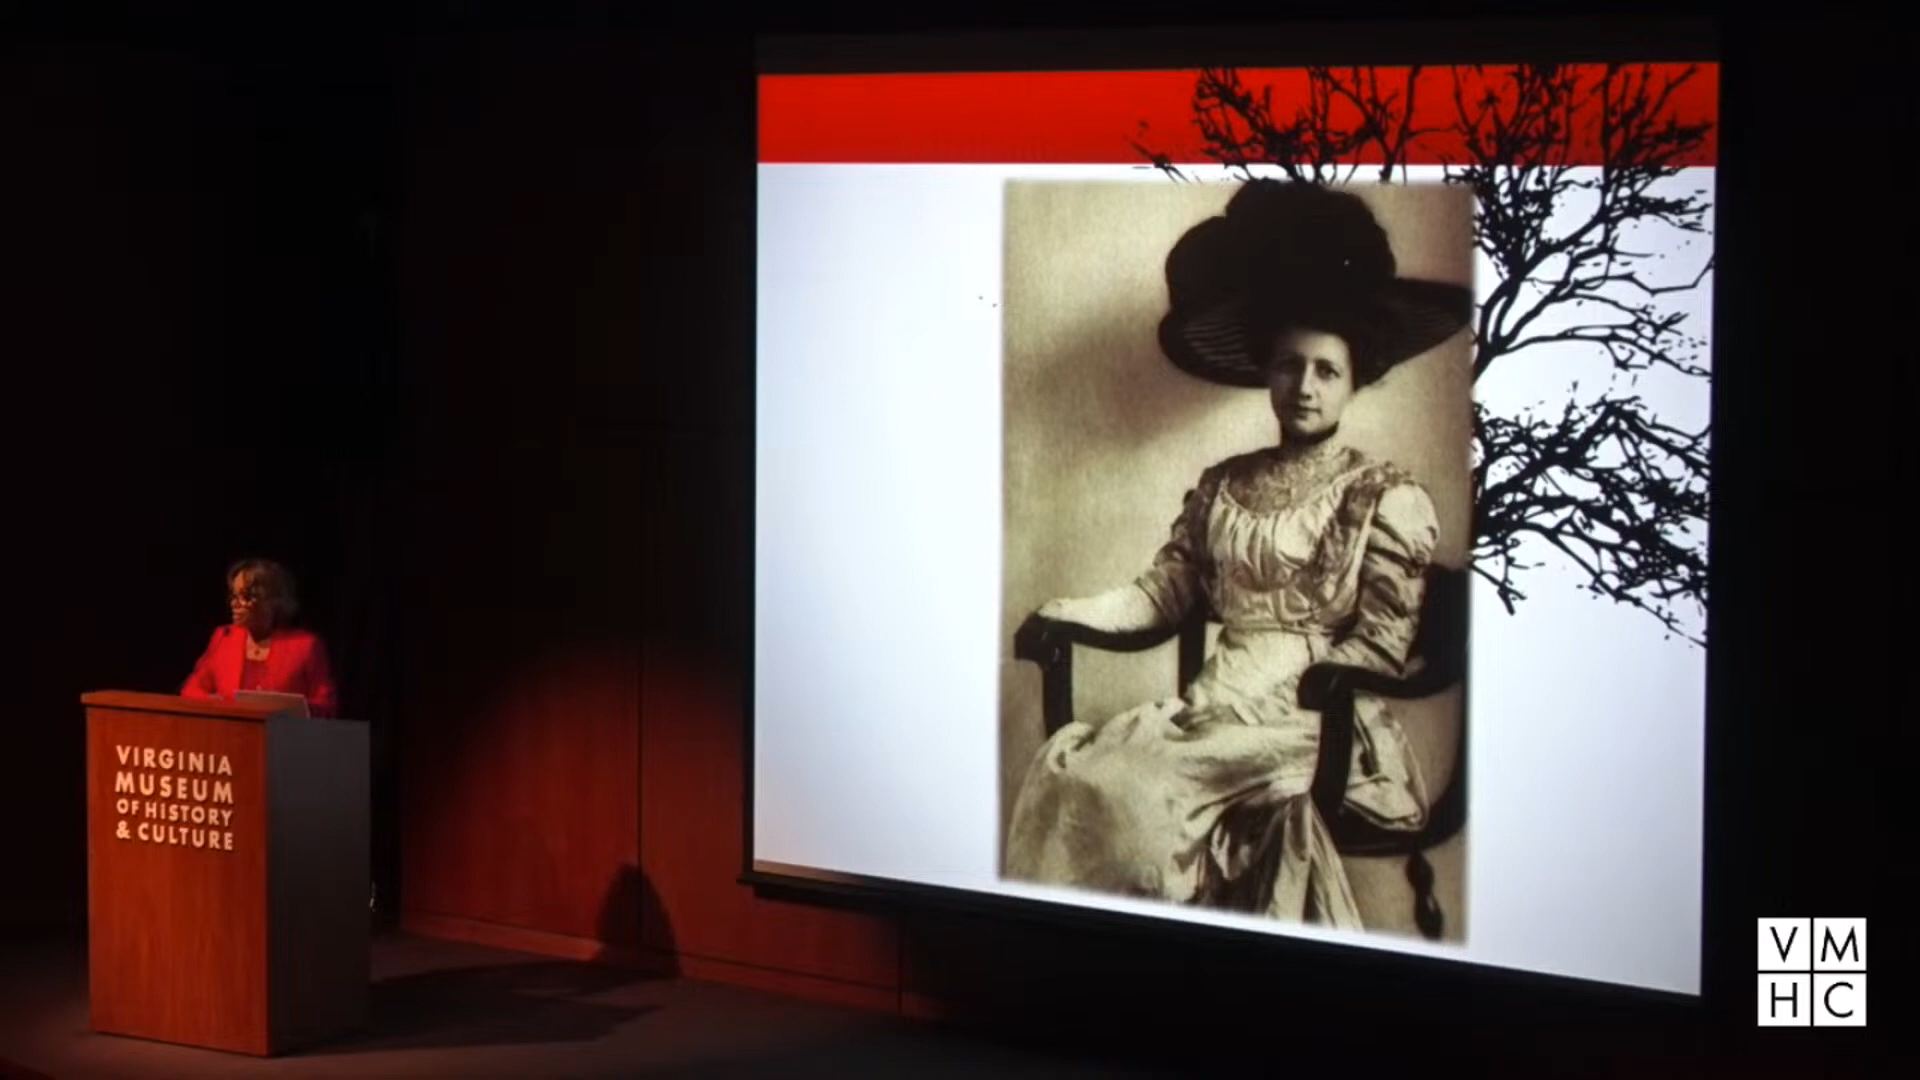 VIRGINIA
MUSEUM
OF HISTORY
& CULTURE
VM
HC